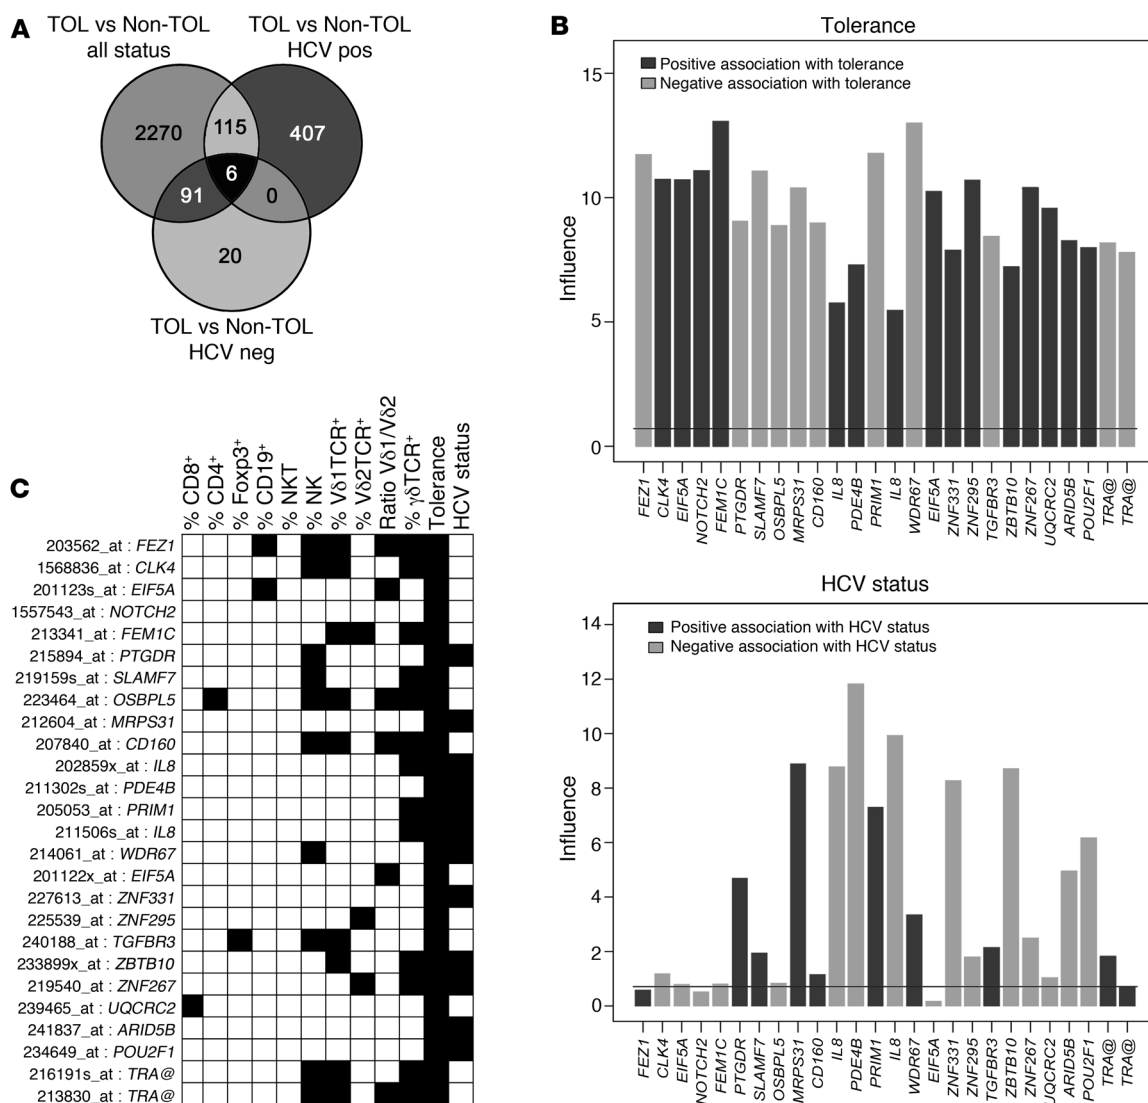 A
TOL vs Non-TOL
all status
TOL vs Non-TOL
HCV pos
2270
115
407
6
91
0
20
TOL vs Non-TOL
HCV neg
B
Tolerance
Positive association with tolerance
Negative association with tolerance
Influence
15
10
5
0
FEZ1
CLK4
EIF5A
NOTCH2
FEM1C
PTGDR
SLAMF7
OSBPL5
MRPS31
CD160
IL8
PDE4B
PRIM1
IL8
WDR67
EIF5A
ZNF331
ZNF295
TGFBR3
ZBTB10
ZNF267
UQCRC2
ARID5B
POU2F1
TRA@
TRA@
HCV status
Positive association with HCV status
Negative association with HCV status
Influence
14
12
10
8
6
4
2
0
FEZ1
CLK4
EIF5A
NOTCH2
FEM1C
PTGDR
SLAMF7
OSBPL5
MRPS31
CD160
IL8
PDE4B
PRIM1
IL8
WDR67
EIF5A
ZNF331
ZNF295
TGFBR3
ZBTB10
ZNF267
UQCRC2
ARID5B
POU2F1
TRA@
TRA@
C
% CD8+
% CD4+
% Foxp3+
% CD19+
% NKT
% NK
% Vδ1TCR+
% Vδ2TCR+
Ratio Vδ1/Vδ2
% γδTCR+
Tolerance
HCV status
203562_at : FEZ1
1568836_at : CLK4
201123s_at : EIF5A
1557543_at : NOTCH2
213341_at : FEM1C
215894_at : PTGDR
219159s_at : SLAMF7
223464_at : OSBPL5
212604_at : MRPS31
207840_at : CD160
202859x_at : IL8
211302s_at : PDE4B
205053_at : PRIM1
211506s_at : IL8
214061_at : WDR67
201122x_at : EIF5A
227613_at : ZNF331
225539_at : ZNF295
240188_at : TGFBR3
233899x_at : ZBTB10
219540_at : ZNF267
239465_at : UQCRC2
241837_at : ARID5B
234649_at : POU2F1
216191s_at : TRA@
213830_at : TRA@